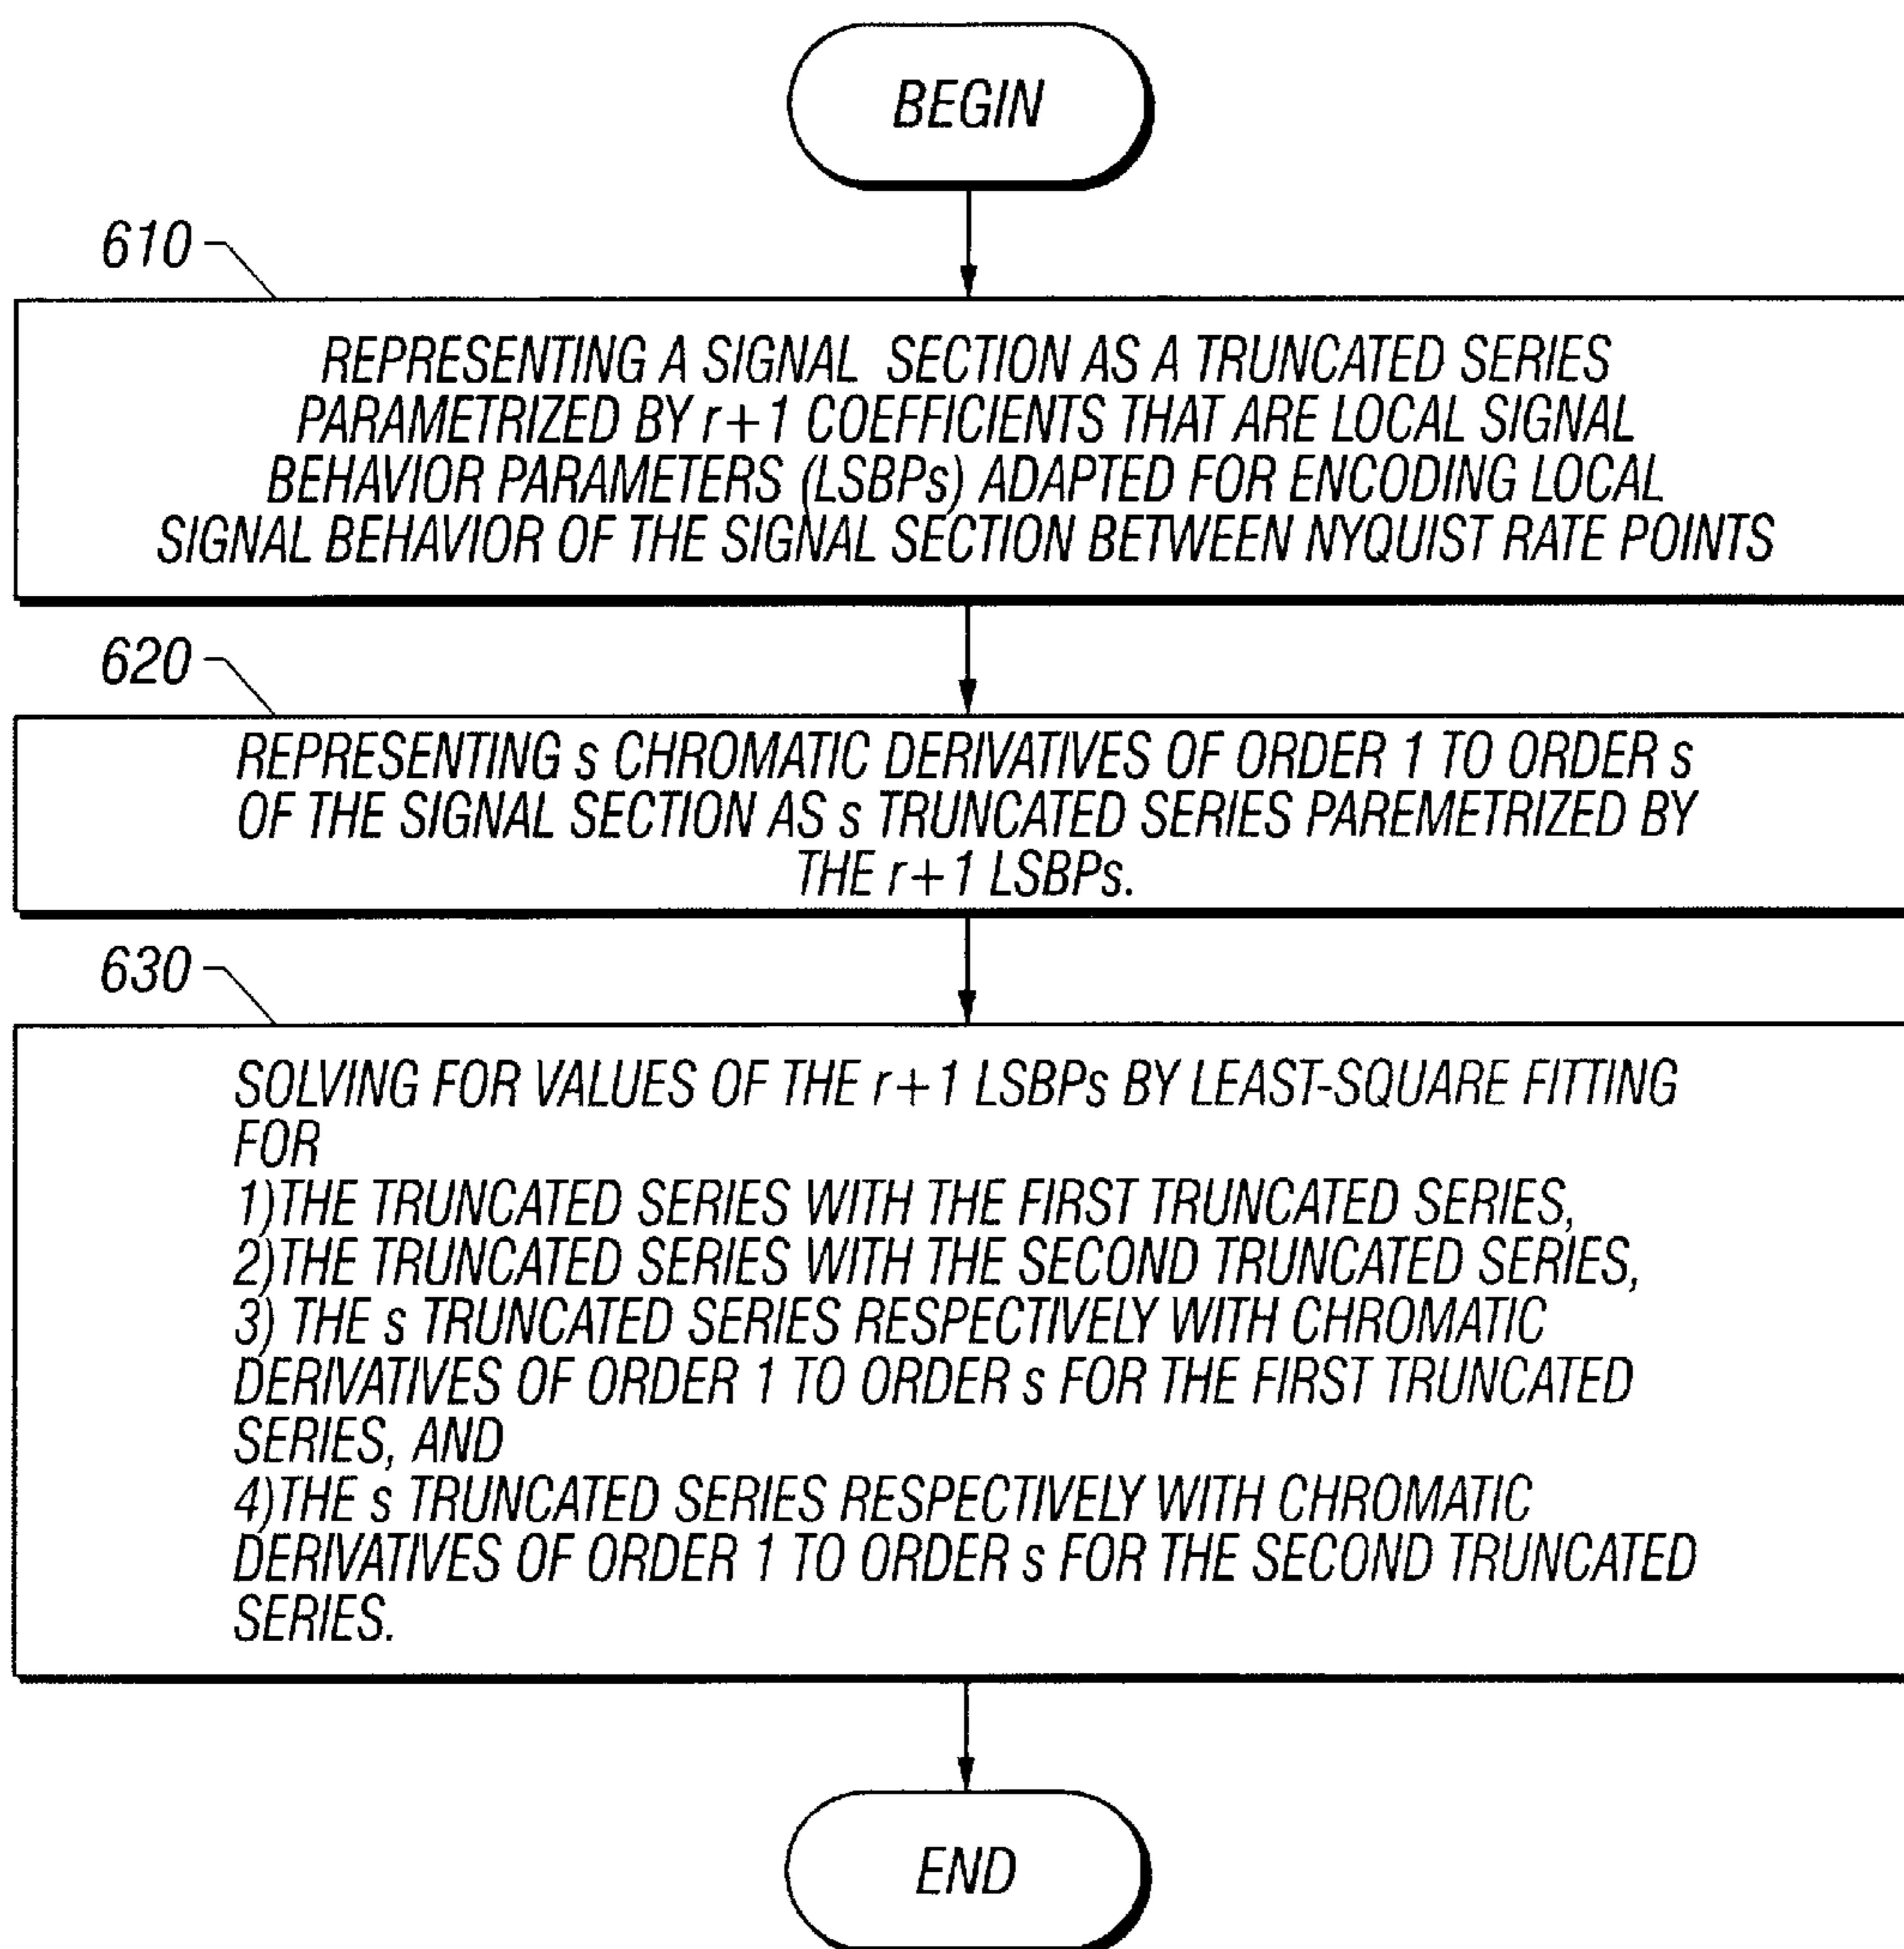 BEGIN
610
REPRESENTING A SIGNAL SECTION AS A TRUNCATED SERIES
PARAMETRIZED BY r+1 COEFFICIENTS THAT ARE LOCAL SIGNAL
BEHAVIOR PARAMETERS (LSBPs) ADAPTED FOR ENCODING LOCAL
SIGNAL BEHAVIOR OF THE SIGNAL SECTION BETWEEN NYQUIST RATE POINTS
620
REPRESENTING s CHROMATIC DERIVATIVES OF ORDER 1 TO ORDER s
OF THE SIGNAL SECTION AS s TRUNCATED SERIES PAREMETRIZED BY
THE r+1 LSBPs.
630
SOLVING FOR VALUES OF THE r+1 LSBPs BY LEAST-SQUARE FITTING
FOR
1)THE TRUNCATED SERIES WITH THE FIRST TRUNCATED SERIES,
2)THE TRUNCATED SERIES WITH THE SECOND TRUNCATED SERIES,
3) THE s TRUNCATED SERIES RESPECTIVELY WITH CHROMATIC
DERIVATIVES OF ORDER 1 TO ORDER s FOR THE FIRST TRUNCATED
SERIES, AND
4)THE s TRUNCATED SERIES RESPECTIVELY WITH CHROMATIC
DERIVATIVES OF ORDER 1 TO ORDER s FOR THE SECOND TRUNCATED
SERIES.
END